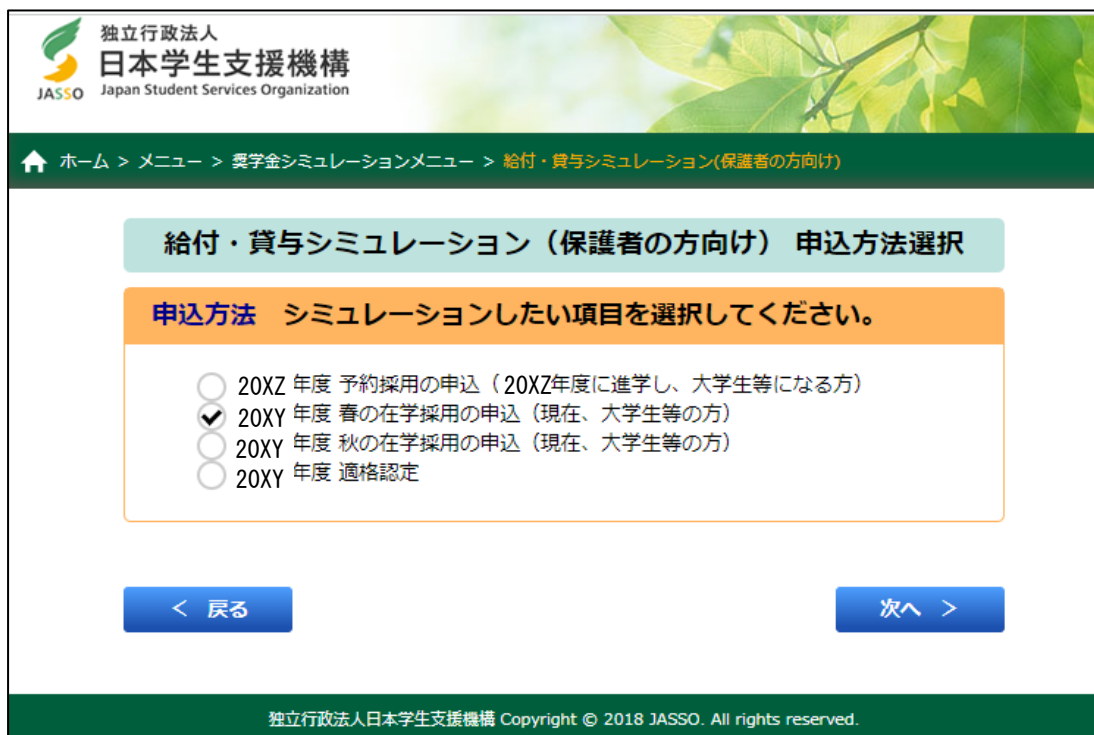 独立行政法人
日本学生支援機構
JASSO Japan Student Services Organization
ホーム > メニュー > 奨学金シミュレーションメニュー > 給付・貸与シミュレーション(保護者の方向け)
給付・貸与シミュレーション（保護者の方向け） 申込方法選択
申込方法 シミュレーションしたい項目を選択してください。
20XZ 年度 予約採用の申込（20XZ年度に進学し、大学生等になる方）
20XY 年度 春の在学採用の申込（現在、大学生等の方）
20XY 年度 秋の在学採用の申込（現在、大学生等の方）
20XY 年度 適格認定
< 戻る
次へ >
独立行政法人日本学生支援機構 Copyright © 2018 JASSO. All rights reserved.